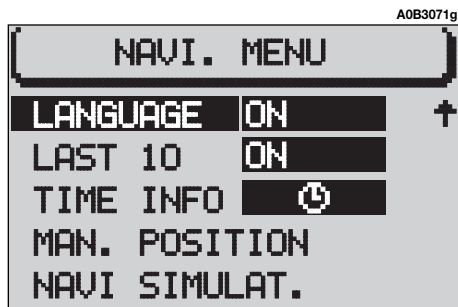 A0B3071g
NAVI. MENU
LANGUAGE ON
LAST 10 ON
TIME INFO
MAN. POSITION
NAVI SIMULAT.